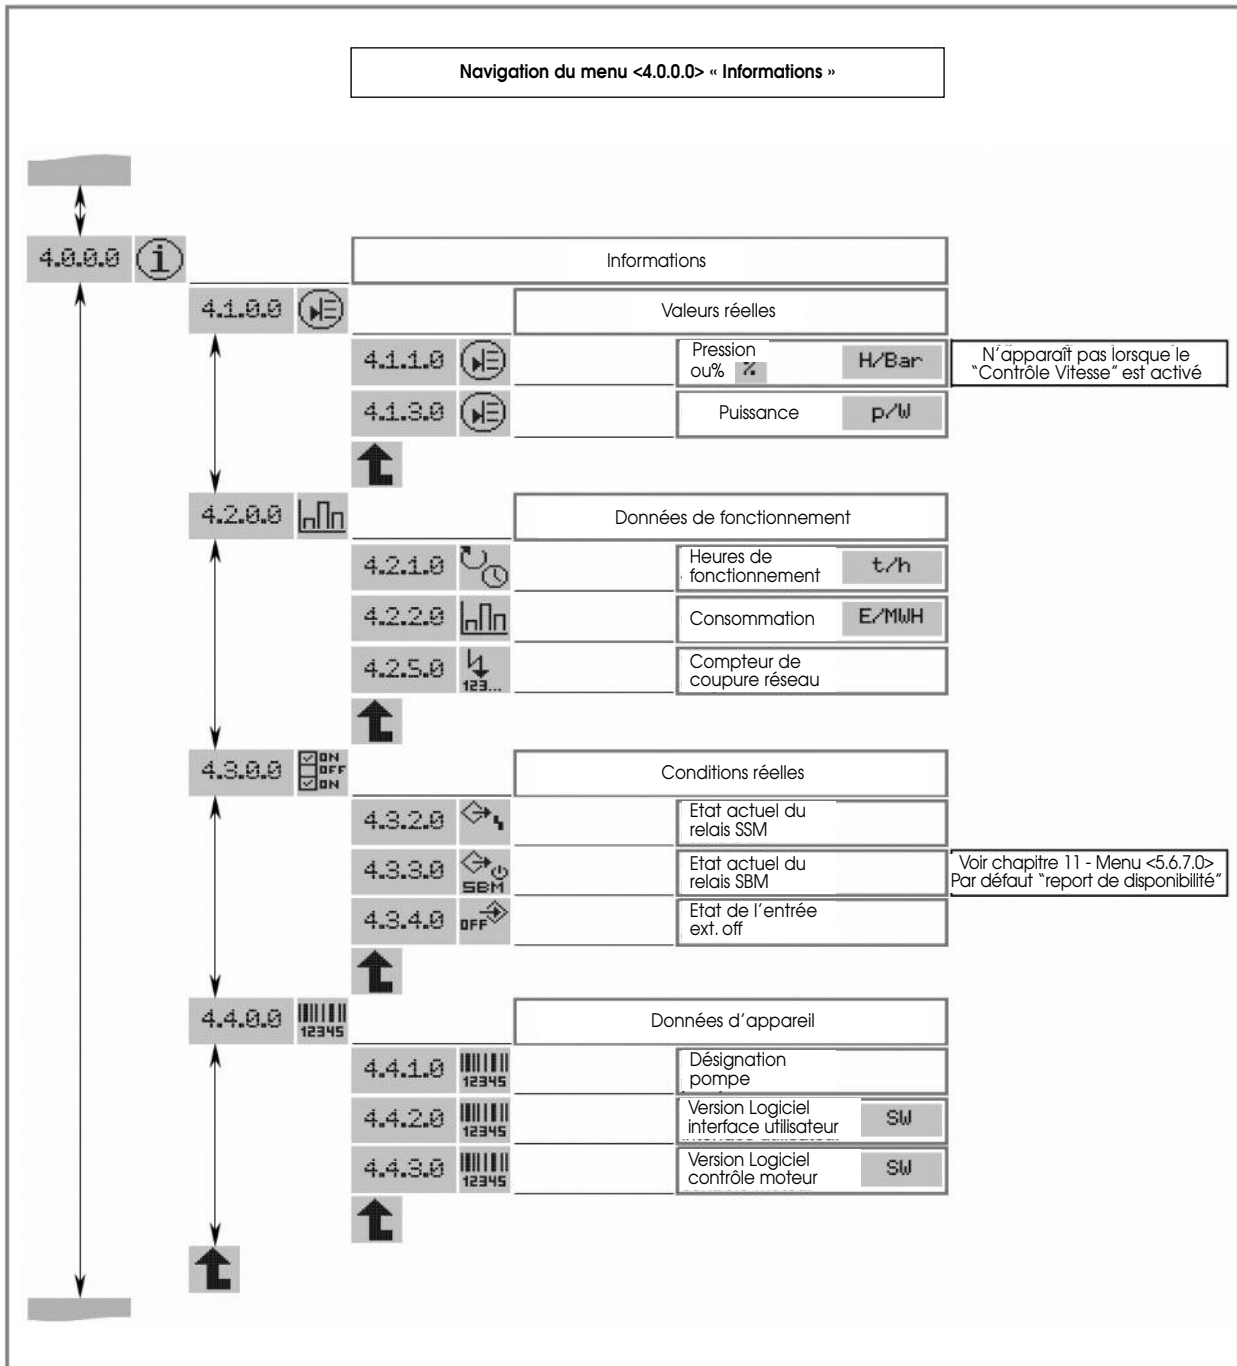 Navigation du menu <4.0.0.0> « Informations »
4.0.0.0 i
Informations
4.1.0.0
Valeurs réelles
4.1.1.0
Pression
ou% %
H/Bar
N'apparaît pas lorsque le
“Contrôle Vitesse” est activé
4.1.3.0
Puissance
p/W
4.2.0.0
Données de fonctionnement
4.2.1.0
Heures de
fonctionnement
t/h
4.2.2.0
Consommation
E/MWH
4.2.5.0
123...
Compteur de
coupure réseau
4.3.0.0
ON
OFF
ON
Conditions réelles
4.3.2.0
Etat actuel du
relais SSM
4.3.3.0
SBM
Etat actuel du
relais SBM
Voir chapitre 11 - Menu <5.6.7.0>
Par défaut “report de disponibilité”
4.3.4.0
OFF
Etat de l'entrée
ext. off
4.4.0.0
12345
Données d'appareil
4.4.1.0
12345
Désignation
pompe
4.4.2.0
12345
Version Logiciel
interface utilisateur
SW
4.4.3.0
12345
Version Logiciel
contrôle moteur
SW